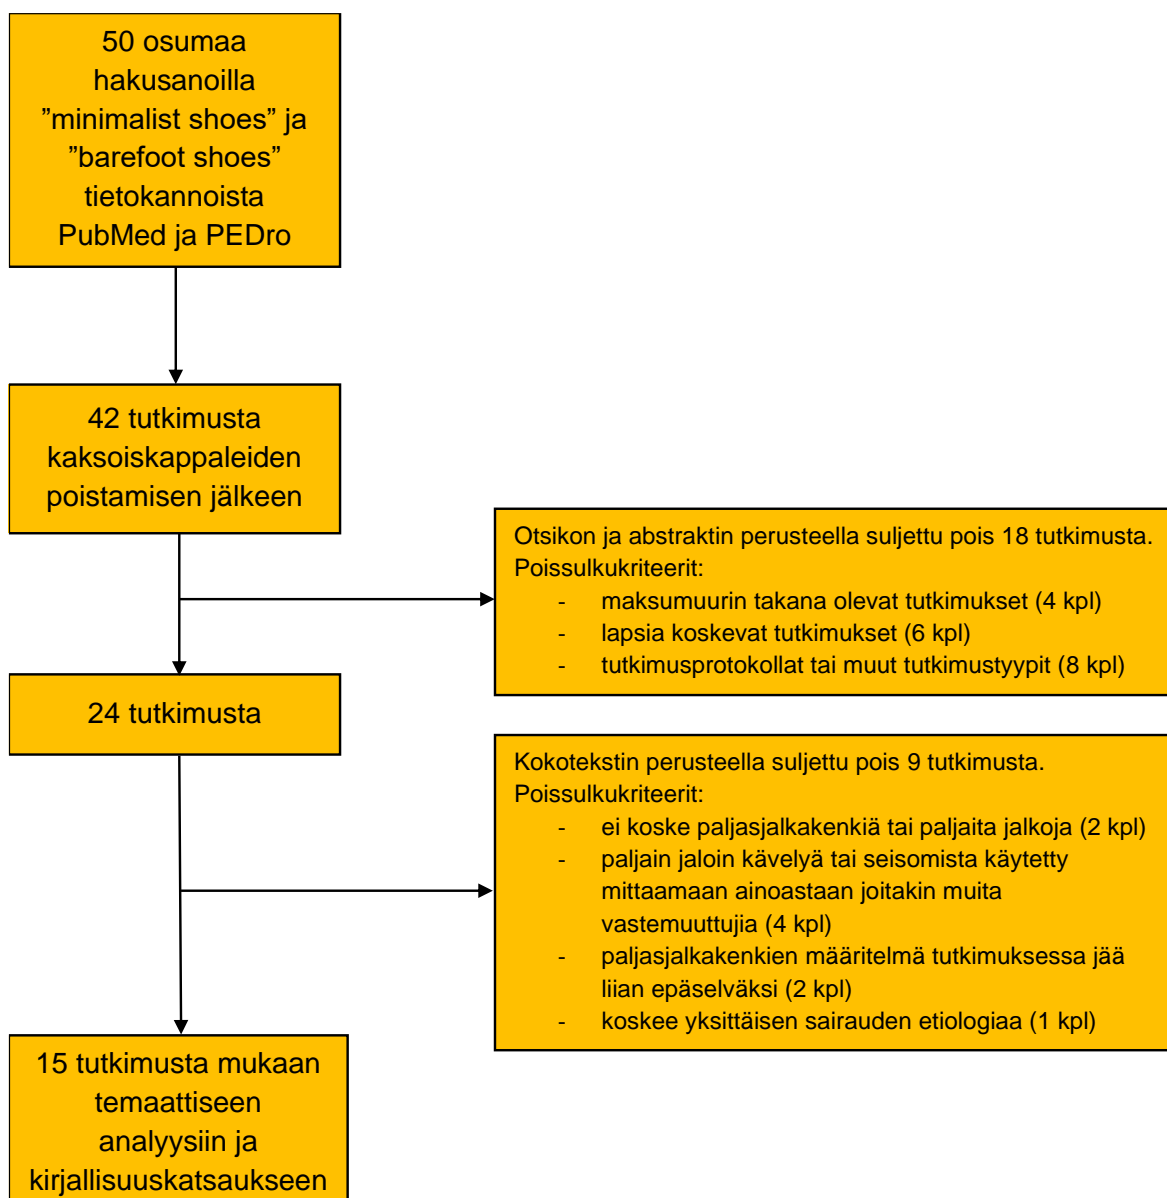 50 osumaa
hakusanoilla
”minimalist shoes” ja
”barefoot shoes”
tietokannoista
PubMed ja PEDro
42 tutkimusta
kaksoiskappaleiden
poistamisen jälkeen
Otsikon ja abstraktin perusteella suljettu pois 18 tutkimusta.
Poissulkukriteerit:
- maksumuurin takana olevat tutkimukset (4 kpl)
- lapsia koskevat tutkimukset (6 kpl)
- tutkimusprotokollat tai muut tutkimustyypit (8 kpl)
24 tutkimusta
Kokotekstin perusteella suljettu pois 9 tutkimusta.
Poissulkukriteerit:
- ei koske paljasjalkakenkiä tai paljaita jalkoja (2 kpl)
- paljain jaloin kävelyä tai seisomista käytetty
mittaamaan ainoastaan joitakin muita
vastemuuttujia (4 kpl)
- paljasjalkakenkien määritelmä tutkimuksessa jää
liian epäselväksi (2 kpl)
- koskee yksittäisen sairauden etiologiaa (1 kpl)
15 tutkimusta mukaan
temaattiseen
analyysiin ja
kirjallisuuskatsaukseen